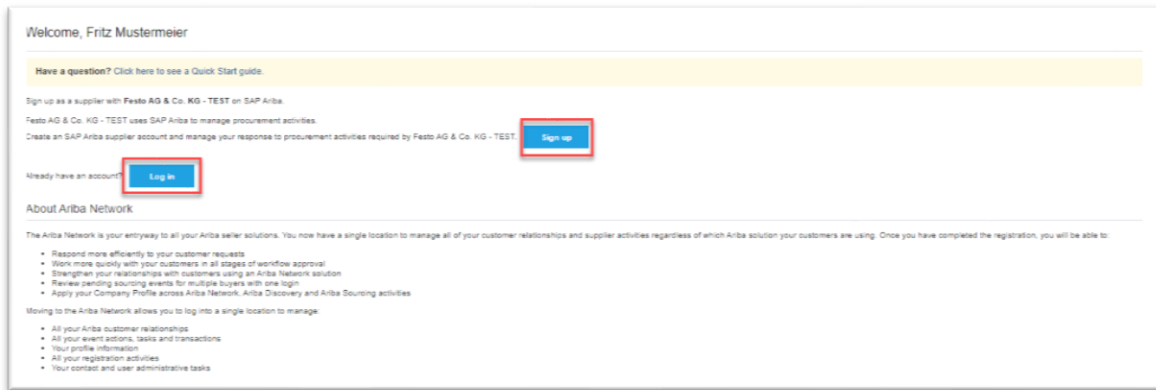 Welcome, Fritz Mustermeier
Have a question? Click here to see a Quick Start guide.
Sign up as a supplier with Festo AG & Co. KG - TEST on SAP Ariba.
Festo AG & Co. KG - TEST uses SAP Ariba to manage procurement activities.
Create an SAP Ariba supplier account and manage your response to procurement activities required by Festo AG & Co. KG - TEST. Sign up
Already have an account? Log in
About Ariba Network
The Ariba Network is your entryway to all your Ariba seller solutions. You now have a single location to manage all of your customer relationships and supplier activities regardless of which Ariba solution your customers are using. Once you have completed the registration, you will be able to:
• Respond more efficiently to your customer requests
• Work more quickly with your customers in all stages of workflow approval
• Strengthen your relationships with customers using an Ariba Network solution
• Review pending sourcing events for multiple buyers with one login
• Apply your Company Profile across Ariba Network, Ariba Discovery and Ariba Sourcing activities
Moving to the Ariba Network allows you to log into a single location to manage:
• All your Ariba customer relationships
• All your event actions, tasks and transactions
• Your profile information
• All your registration activities
• Your contact and user administrative tasks